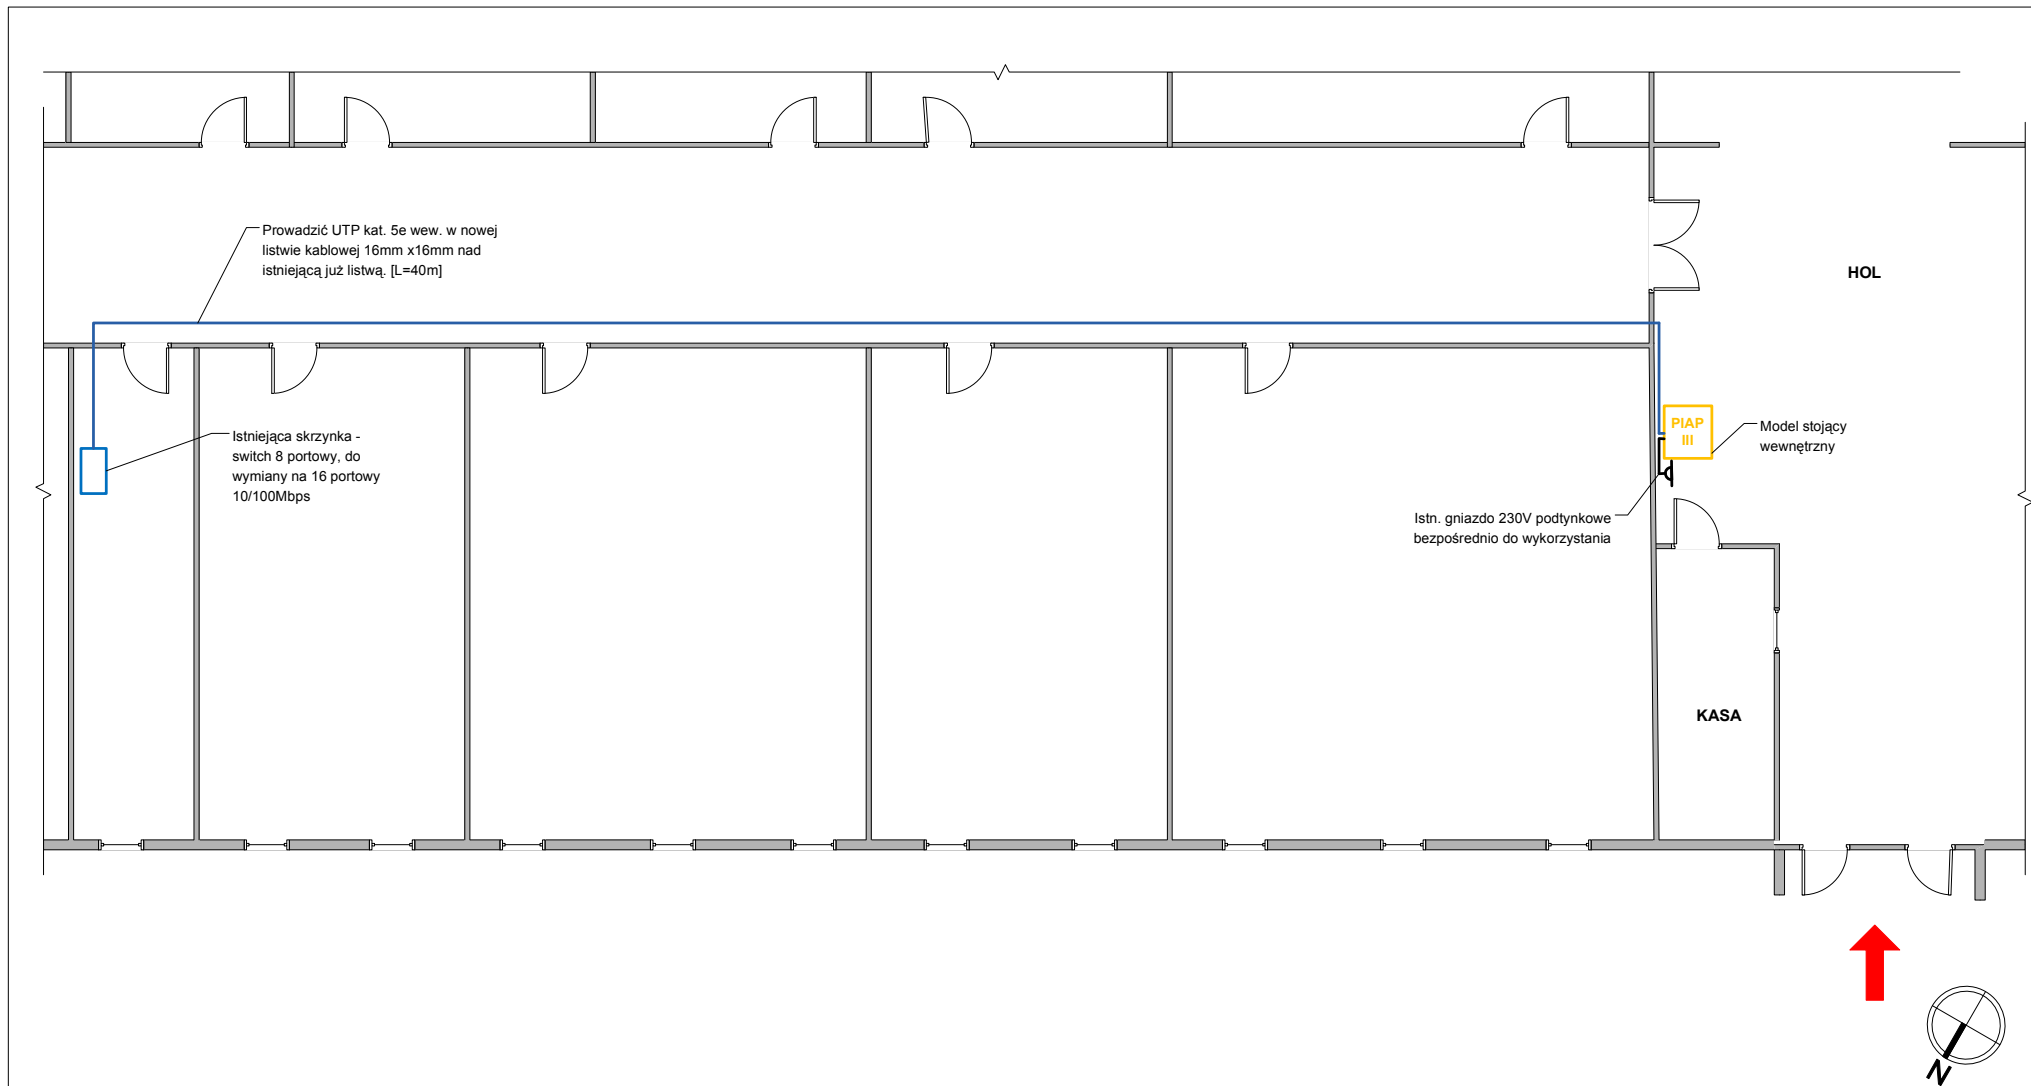 Prowadzić UTP kat. 5e wew. w nowej
listwie kablowej 16mm x16mm nad
istniejącą już listwą. [L=40m]
HOL
Istniejąca skrzynka -
switch 8 portowy, do
wymiany na 16 portowy
10/100Mbps
PIAP
III
Model stojący
wewnętrzny
Istn. gniazdo 230V podtynkowe
bezpośrednio do wykorzystania
KASA
N